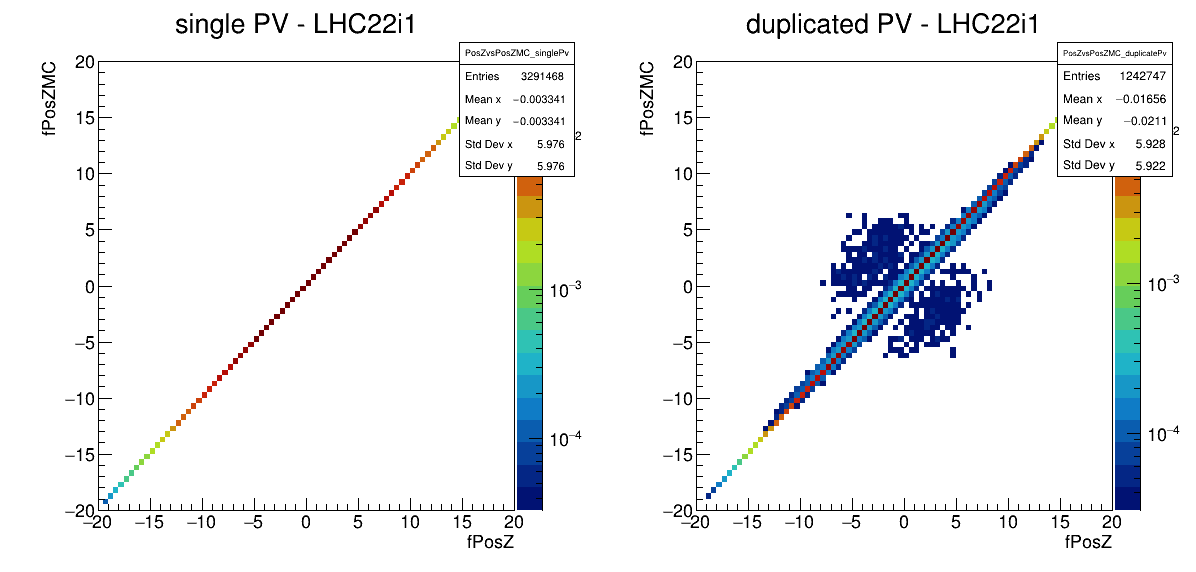 single PV - LHC22i1
fPosZMC
PosZvsPosZMC_singlePv
Entries 3291468
Mean x −0.003341
Mean y −0.003341
Std Dev x 5.976
Std Dev y 5.976
20
15
10
5
0
−5
−10
−15
−20
−20 −15 −10 −5 0 5 10 15 20
fPosZ
2
10−3
10−4
duplicated PV - LHC22i1
fPosZMC
PosZvsPosZMC_duplicatePv
Entries 1242747
Mean x −0.01656
Mean y −0.0211
Std Dev x 5.928
Std Dev y 5.922
20
15
10
5
0
−5
−10
−15
−20
−20 −15 −10 −5 0 5 10 15 20
fPosZ
2
10−3
10−4